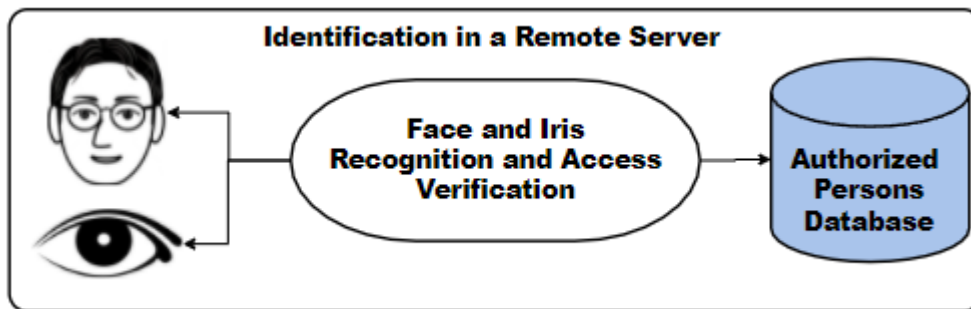 Identification in a Remote Server
Face and Iris
Recognition and Access
Verification
Authorized
Persons
Database